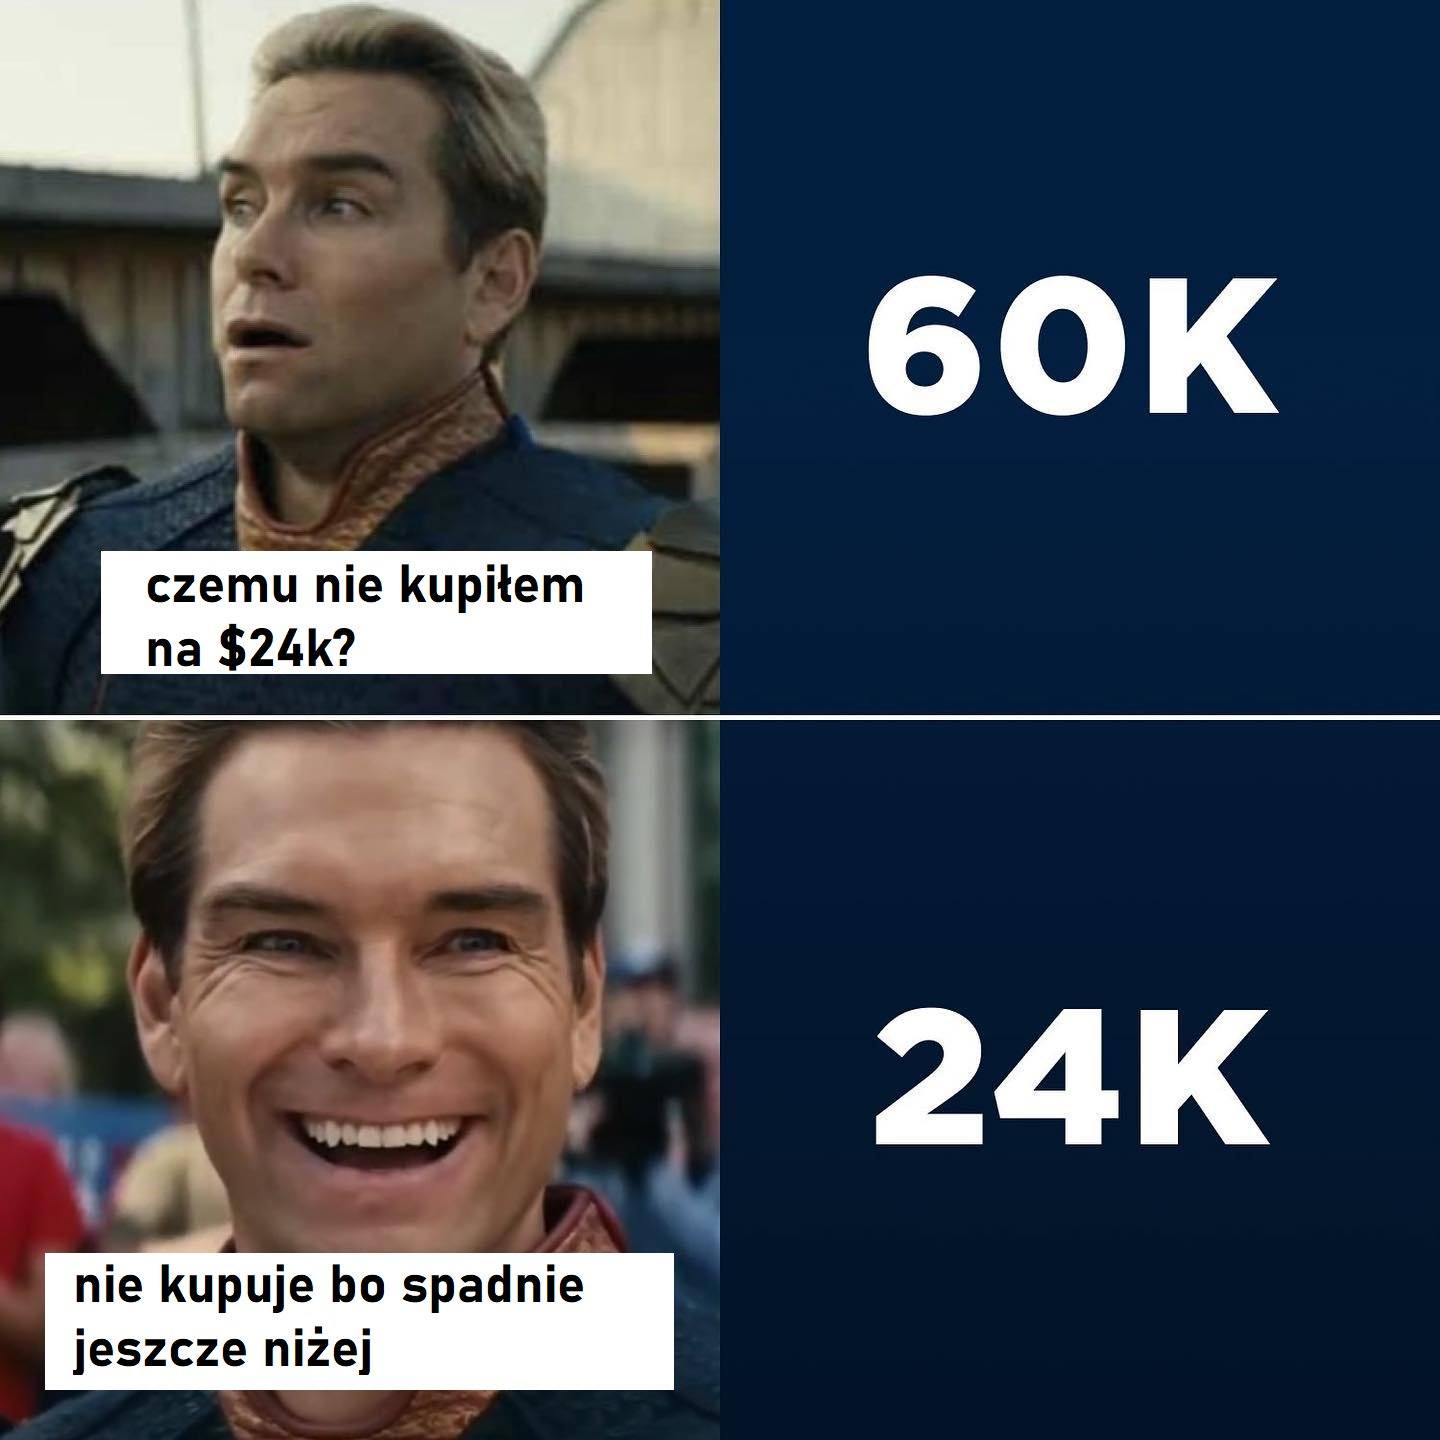 60K
czemu nie kupiłem
na $24k?
24K
nie kupuje bo spadnie
jeszcze niżej